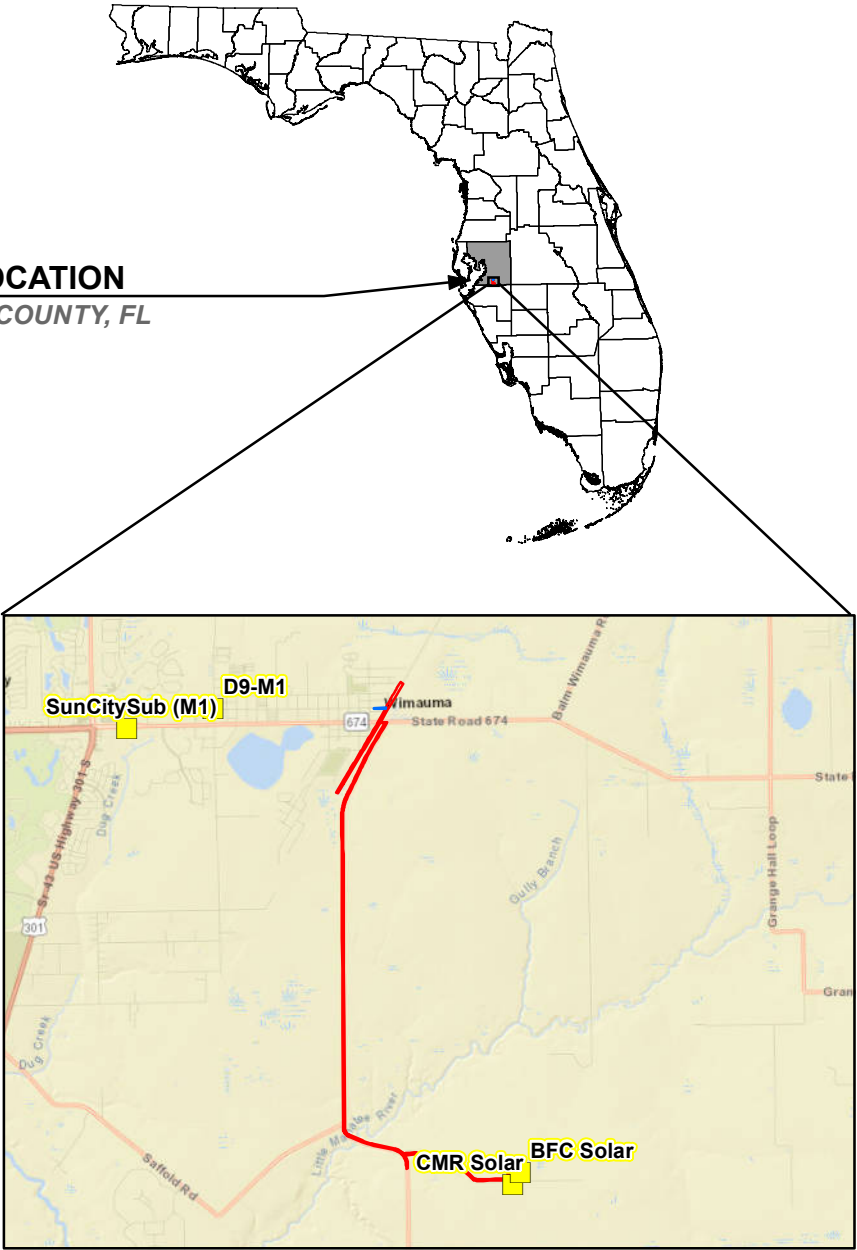 OCATION
COUNTY, FL
D9-M1
SunCitySub (M1)
Wimauma
674
State Road 674
Balm Wimauma R
State
Dug Creek
Sr 43 US Highway 301 S
301
Gully Branch
Grange Hall Loop
Gran
Dug Creek
Little Manatee River
Saffold Rd
CMR Solar
BFC Solar